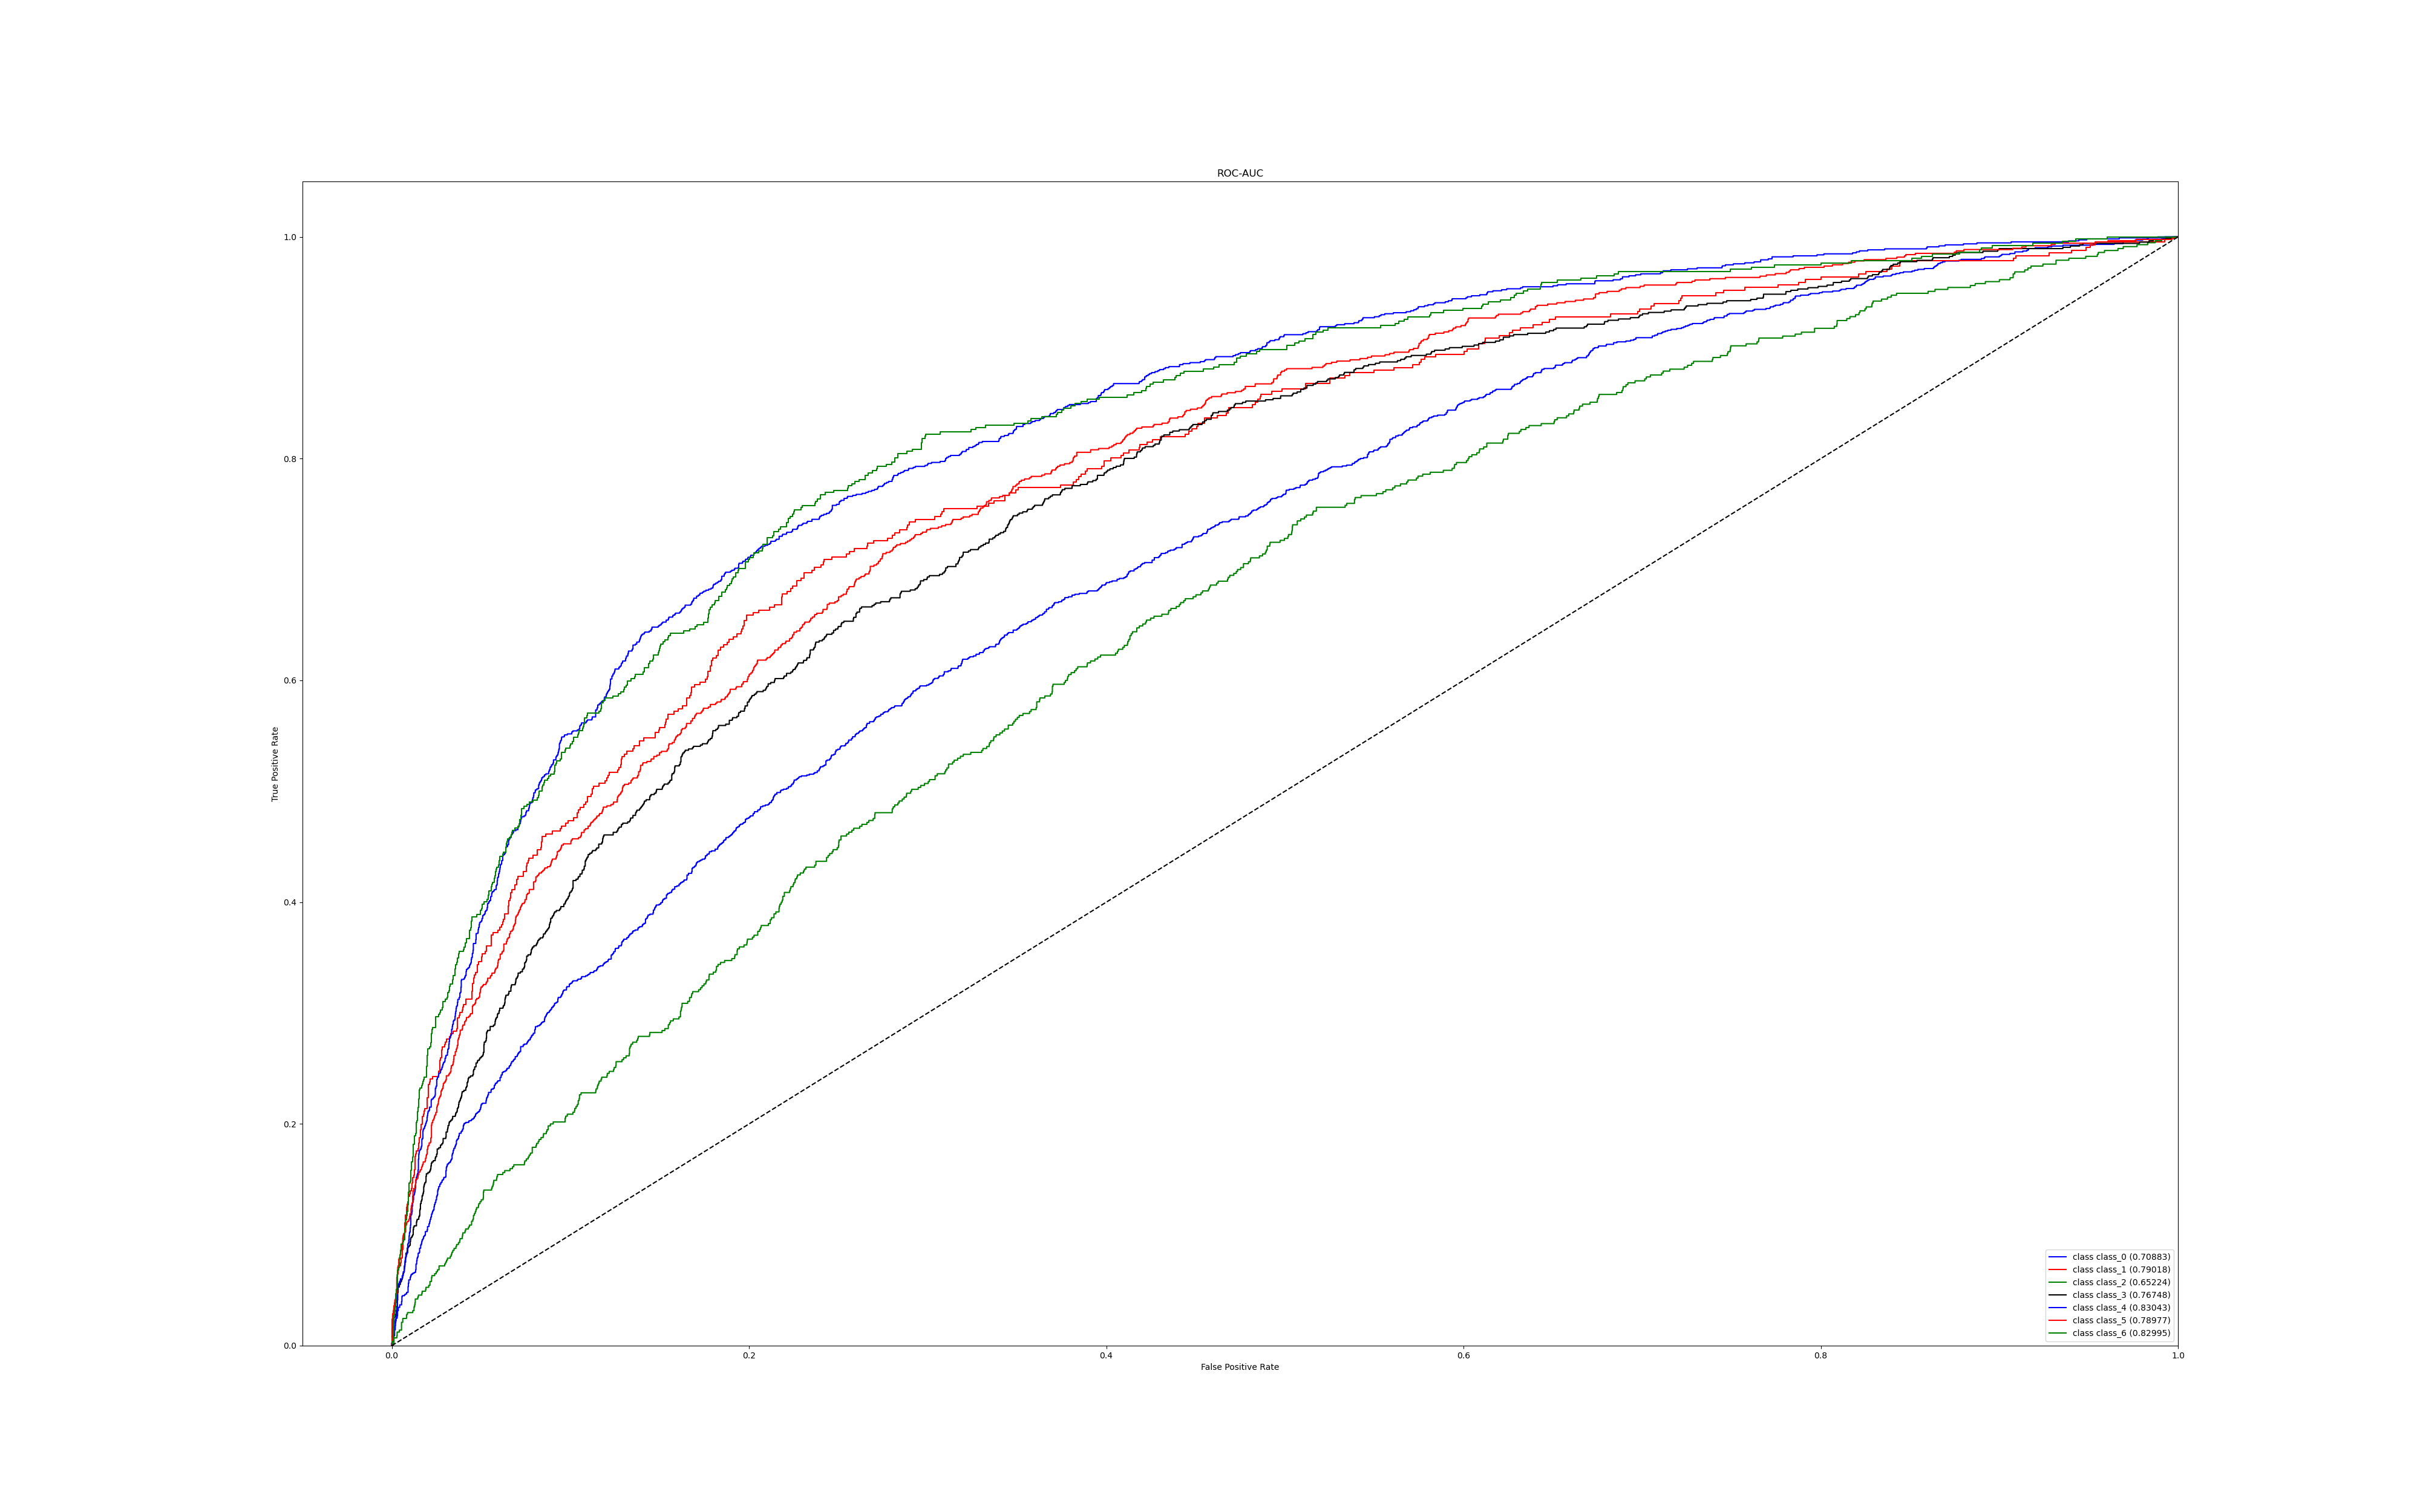 ROC-AUC
1.0
0.8
0.6
0.4
0.2
0.0
True Positive Rate
0.0 0.2 0.4 0.6 0.8 1.0
False Positive Rate
class class_0 (0.70883)
class class_1 (0.79018)
class class_2 (0.65224)
class class_3 (0.76748)
class class_4 (0.83043)
class class_5 (0.78977)
class class_6 (0.82995)